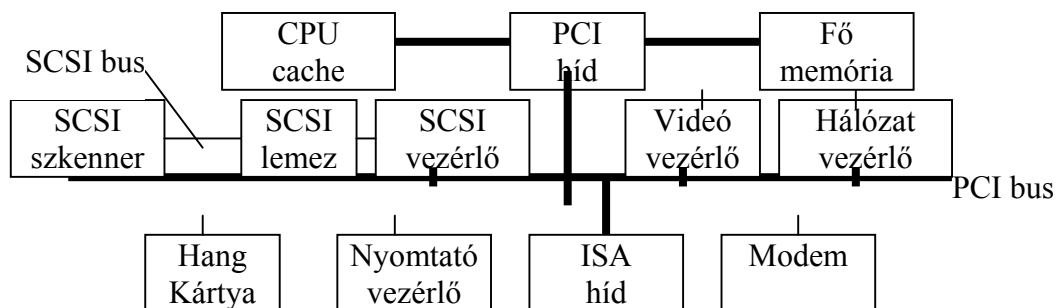 CPU
cache
PCI
híd
Fő
memória
SCSI bus
SCSI
szkenner
SCSI
lemez
SCSI
vezérlő
Videó
vezérlő
Hálózat
vezérlő
PCI bus
Hang
Kártya
Nyomtató
vezérlő
ISA
híd
Modem